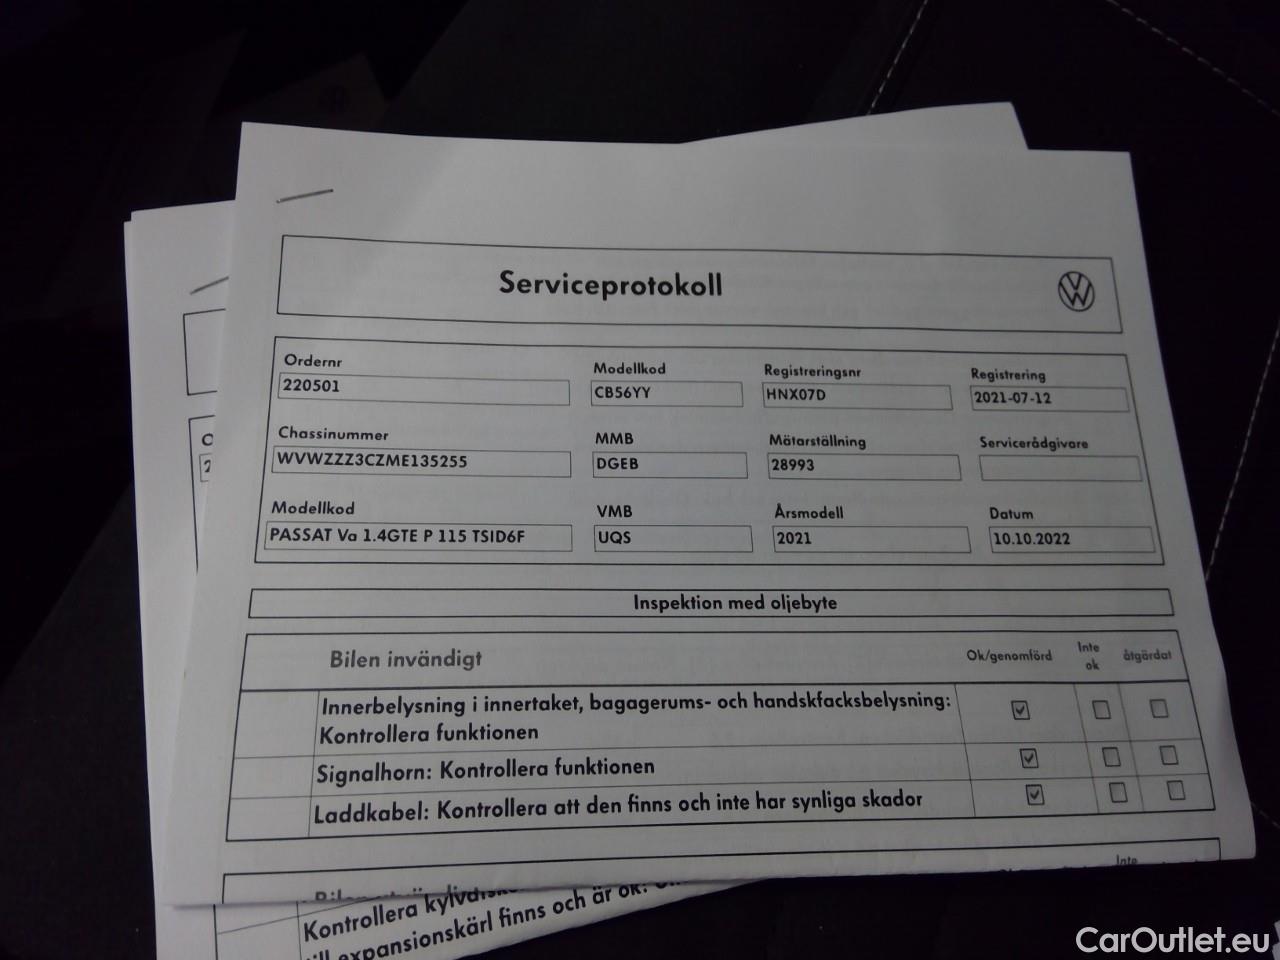 Serviceprotokoll
Ordernr
220501
Modellkod
CB56YY
Registreringsnr
HNX07D
Registrering
2021-07-12
Chassinummer
WVWZZZ3CZME135255
MMB
DGEB
Mätarställning
28993
Servicerådgivare
Modellkod
PASSAT Va 1.4GTE P 115 TSID6F
VMB
UQS
Årsmodell
2021
Datum
10.10.2022
Inspektion med oljebyte
Bilen invändigt
Ok/genomförd
Inte
ok
åtgärdat
Innerbelysning i innertaket, bagagerums- och handskfacksbelysning:
Kontrollera funktionen
Signalhorn: Kontrollera funktionen
Laddkabel: Kontrollera att den finns och inte har synliga skador
Inte
Kontrollera
expansionskärl finns och är ok:
CarOutlet.eu